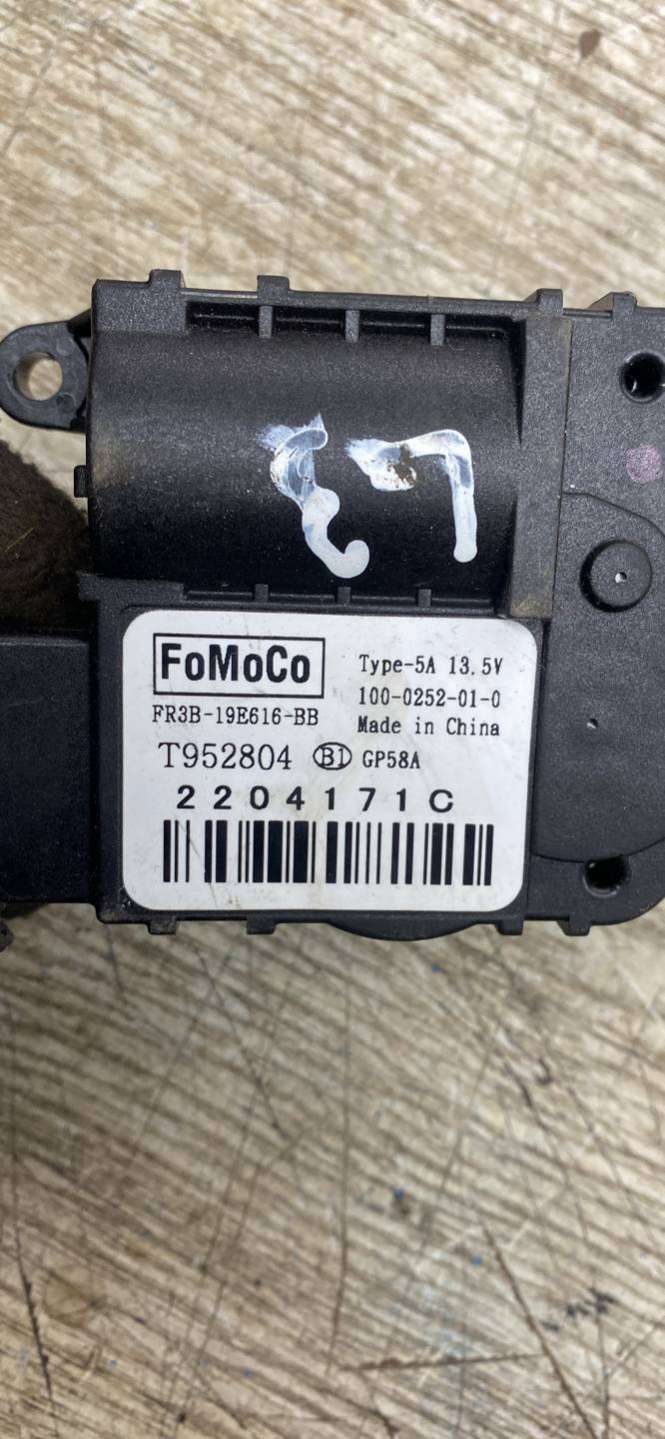 FoMoCo
Type-5A 13.5V
100-0252-01-0
FR3B-19E616-BB
Made in China
T952804 B1 GP58A
2204171C